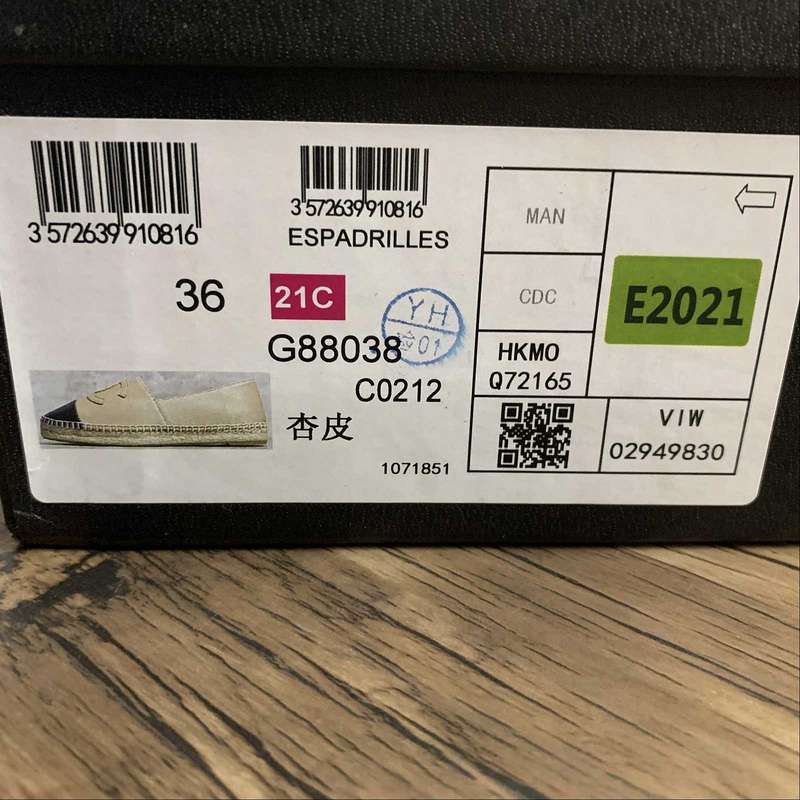 3 572639 910816
3 572639 910816
ESPADRILLES
36
21C
G88038
YH
01
C0212
杏皮
1071851
MAN
CDC
HKMO
Q72165
E2021
VIW
02949830